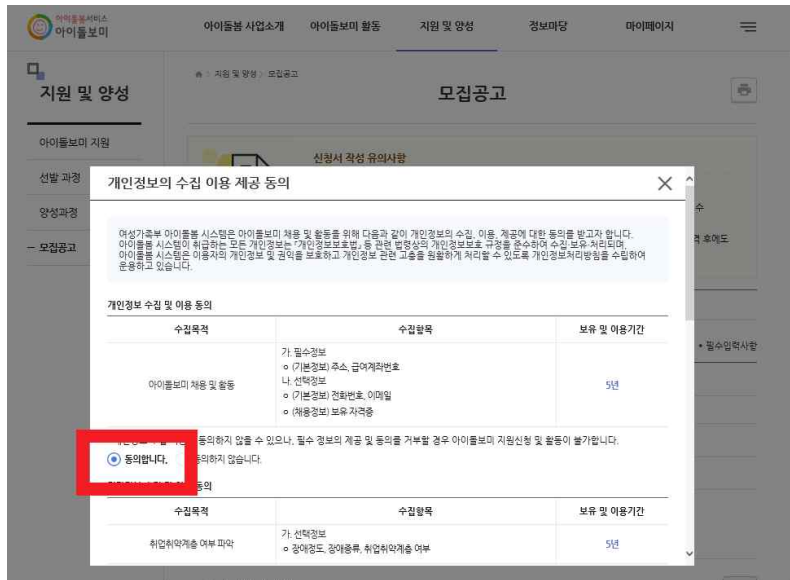 아이돌봄서비스
아이돌보미
아이돌봄 사업소개
아이돌보미 활동
지원 및 양성
정보마당
마이페이지
지원 및 양성
아이돌보미 지원
선발 과정
양성과정
모집공고
지원 및 양성 > 모집공고
모집공고
신청서 작성 유의사항
수
격 후에도
• 필수입력사항
개인정보의 수집 이용 제공 동의
여성가족부 아이돌봄 시스템은 아이돌보미 채용 및 활동을 위해 다음과 같이 개인정보의 수집, 이용, 제공에 대한 동의를 받고자 합니다.
아이돌봄 시스템이 취급하는 모든 개인정보는 「개인정보보호법」 등 관련 법령상의 개인정보보호 규정을 준수하여 수집·보유·처리되며,
아이돌봄 시스템은 이용자의 개인정보 및 권익을 보호하고 개인정보 관련 고충을 원활하게 처리할 수 있도록 개인정보처리방침을 수립하여
운용하고 있습니다.
개인정보 수집 및 이용 동의
수집목적 수집항목 보유 및 이용기간
아이돌보미 채용 및 활동
가. 필수정보
o (기본정보) 주소, 급여계좌번호
나. 선택정보
o (기본정보) 전화번호, 이메일
o (채용정보) 보유 자격증
5년
동의하지 않을 수 있으나, 필수 정보의 제공 및 동의를 거부할 경우 아이돌보미 지원신청 및 활동이 불가합니다.
동의합니다. 동의하지 않습니다.
동의
수집목적 수집항목 보유 및 이용기간
취업취약계층 여부 파악
가. 선택정보
o 장애정도, 장애종류, 취업취약계층 여부
5년